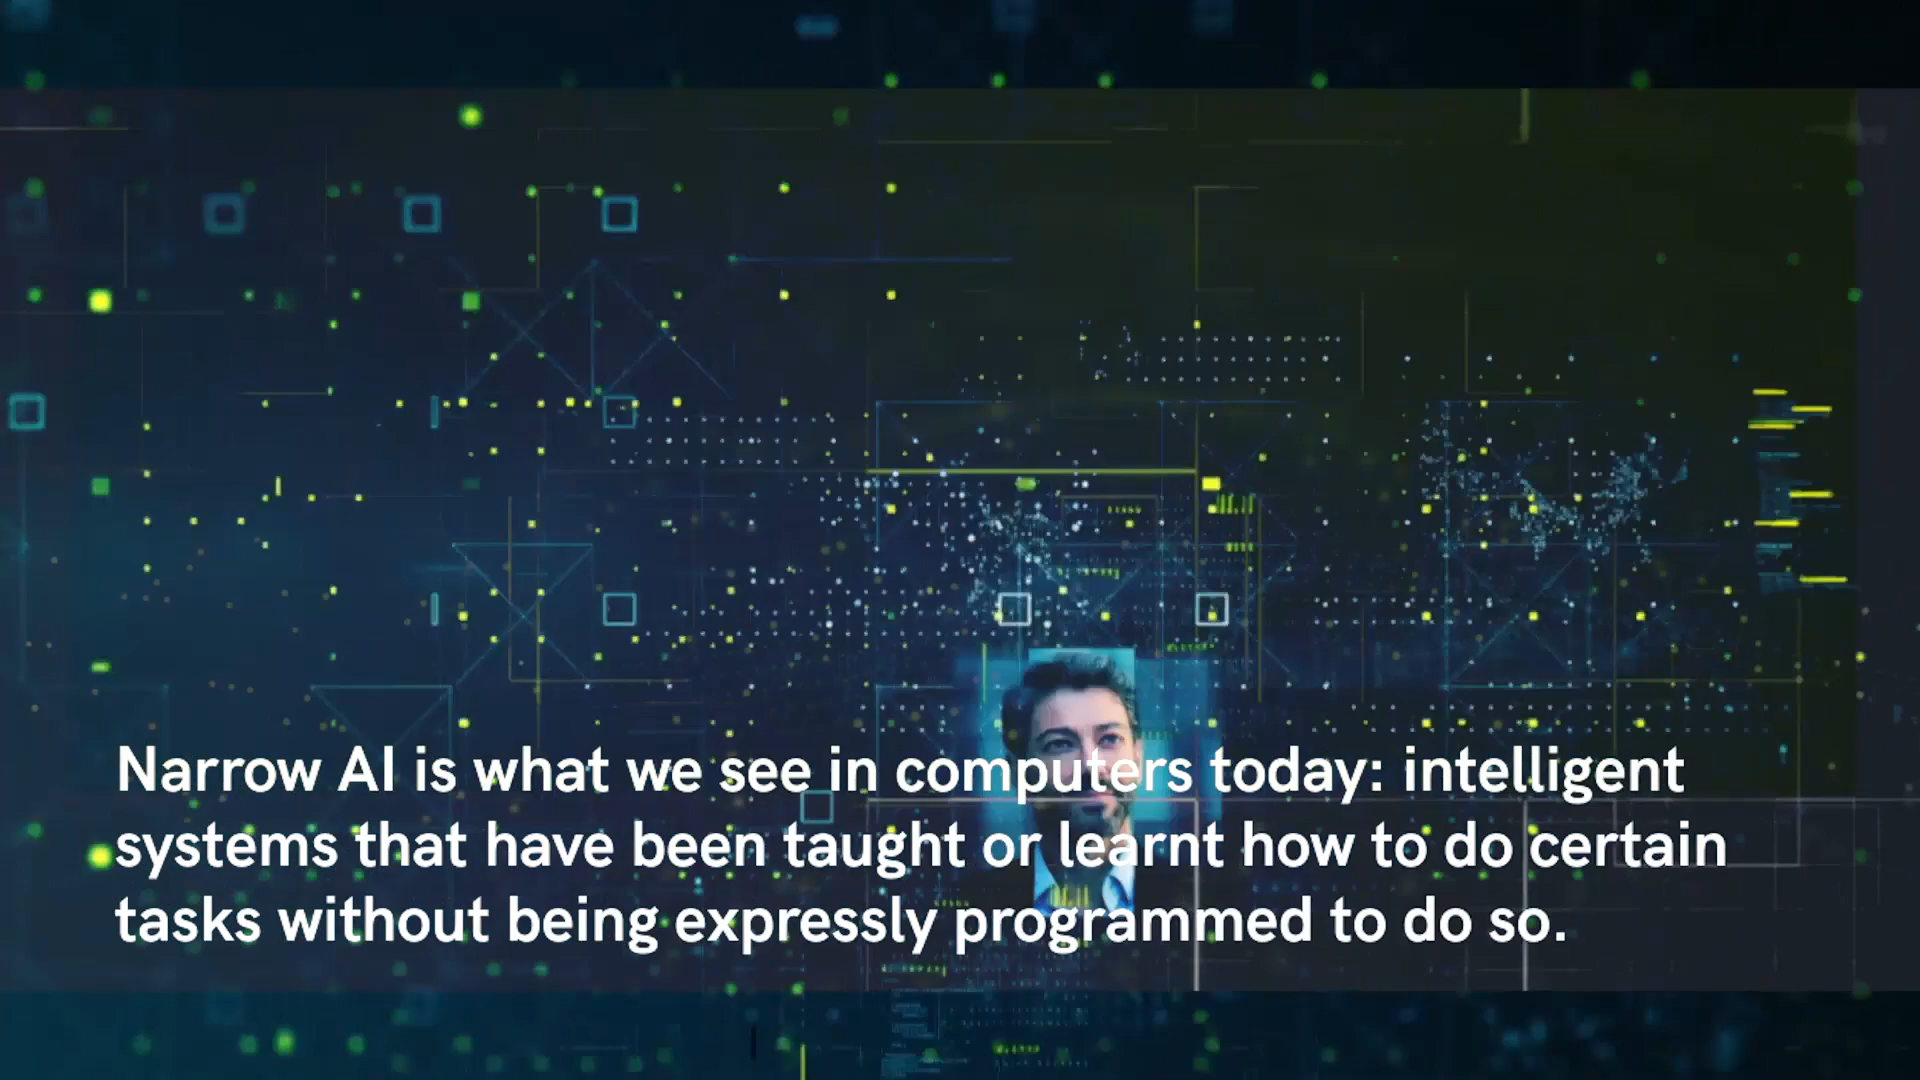 Narrow AI is what we see in computers today: intelligent
systems that have been taught or learnt how to do certain
tasks without being expressly programmed to do so.